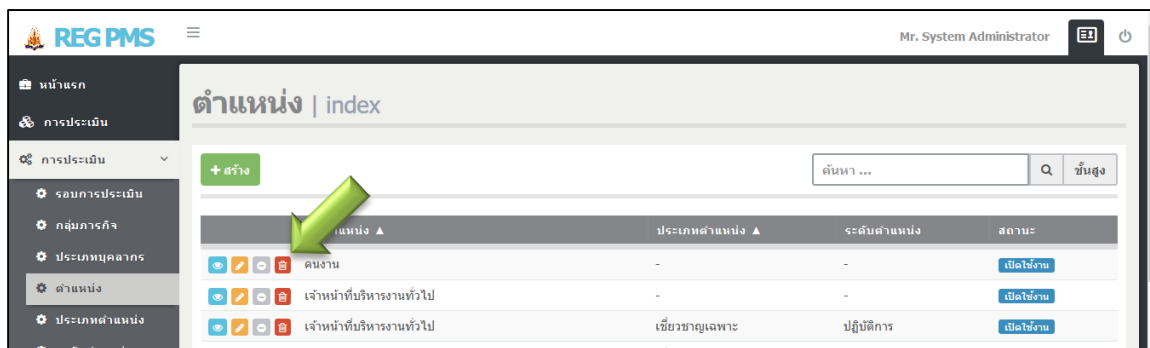 REG PMS
Mr. System Administrator
หน้าแรก
การประเมิน
การประเมิน
รอบการประเมิน
กลุ่มภารกิจ
ประเภทบุคลากร
ตำแหน่ง
ประเภทตำแหน่ง
ตำแหน่ง | index
+ สร้าง
ค้นหา ...
ชั้นสูง
▲ ประเภทตำแหน่ง ▲ ระดับตำแหน่ง สถานะ
คนงาน - - เปิดใช้งาน
เจ้าหน้าที่บริหารงานทั่วไป - - เปิดใช้งาน
เจ้าหน้าที่บริหารงานทั่วไป เชี่ยวชาญเฉพาะ ปฏิบัติการ เปิดใช้งาน